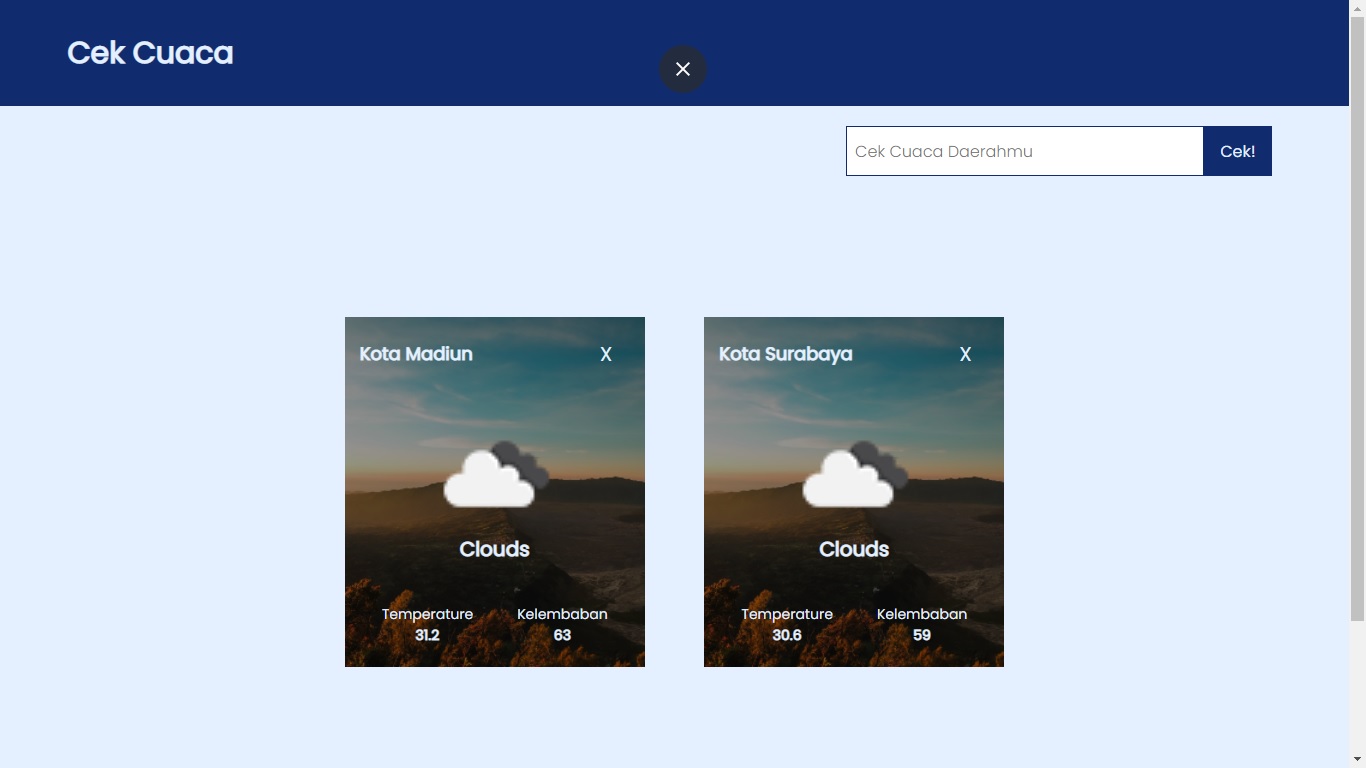 Cek Cuaca
Cek Cuaca Daerahmu
Cek!
Kota Madiun
X
Clouds
Temperature
31.2
Kelembaban
63
Kota Surabaya
X
Clouds
Temperature
30.6
Kelembaban
59